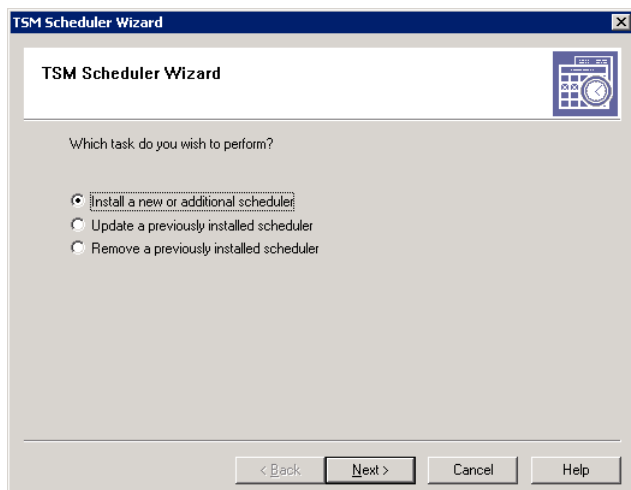 TSM Scheduler Wizard
TSM Scheduler Wizard
Which task do you wish to perform?
Install a new or additional scheduler
Update a previously installed scheduler
Remove a previously installed scheduler
< Back Next > Cancel Help